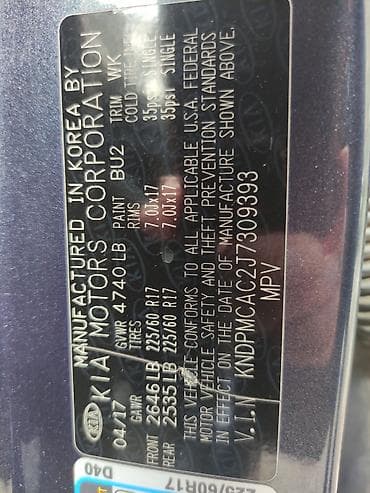 MANUFACTURED IN KOREA BY
KIA KIA MOTORS CORPORATION
04/17 GVWR 4740LB PAINT BU2 TRIM WK
GAWR TIRES RIMS COLD TIRE
FRONT 2646LB 225/60 R17 7.0Jx17 35psi SINGLE
REAR 2535LB 225/60 R17 7.0Jx17 35psi SINGLE
THIS VEHICLE CONFORMS TO ALL APPLICABLE U.S.A. FEDERAL
MOTOR VEHICLE SAFETY AND THEFT PREVENTION STANDARDS
IN EFFECT ON THE DATE OF MANUFACTURE SHOWN ABOVE.
V.I.N. KNDPMCAC2J7309393
MPV
D40
225/60R17